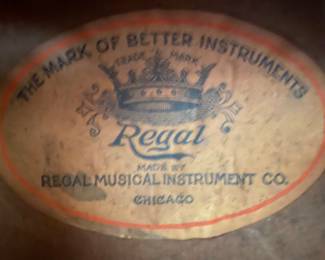 THE MARK OF BETTER INSTRUMENTS
TRADE MARK
Regal
MADE BY
REGAL MUSICAL INSTRUMENT CO.
CHICAGO